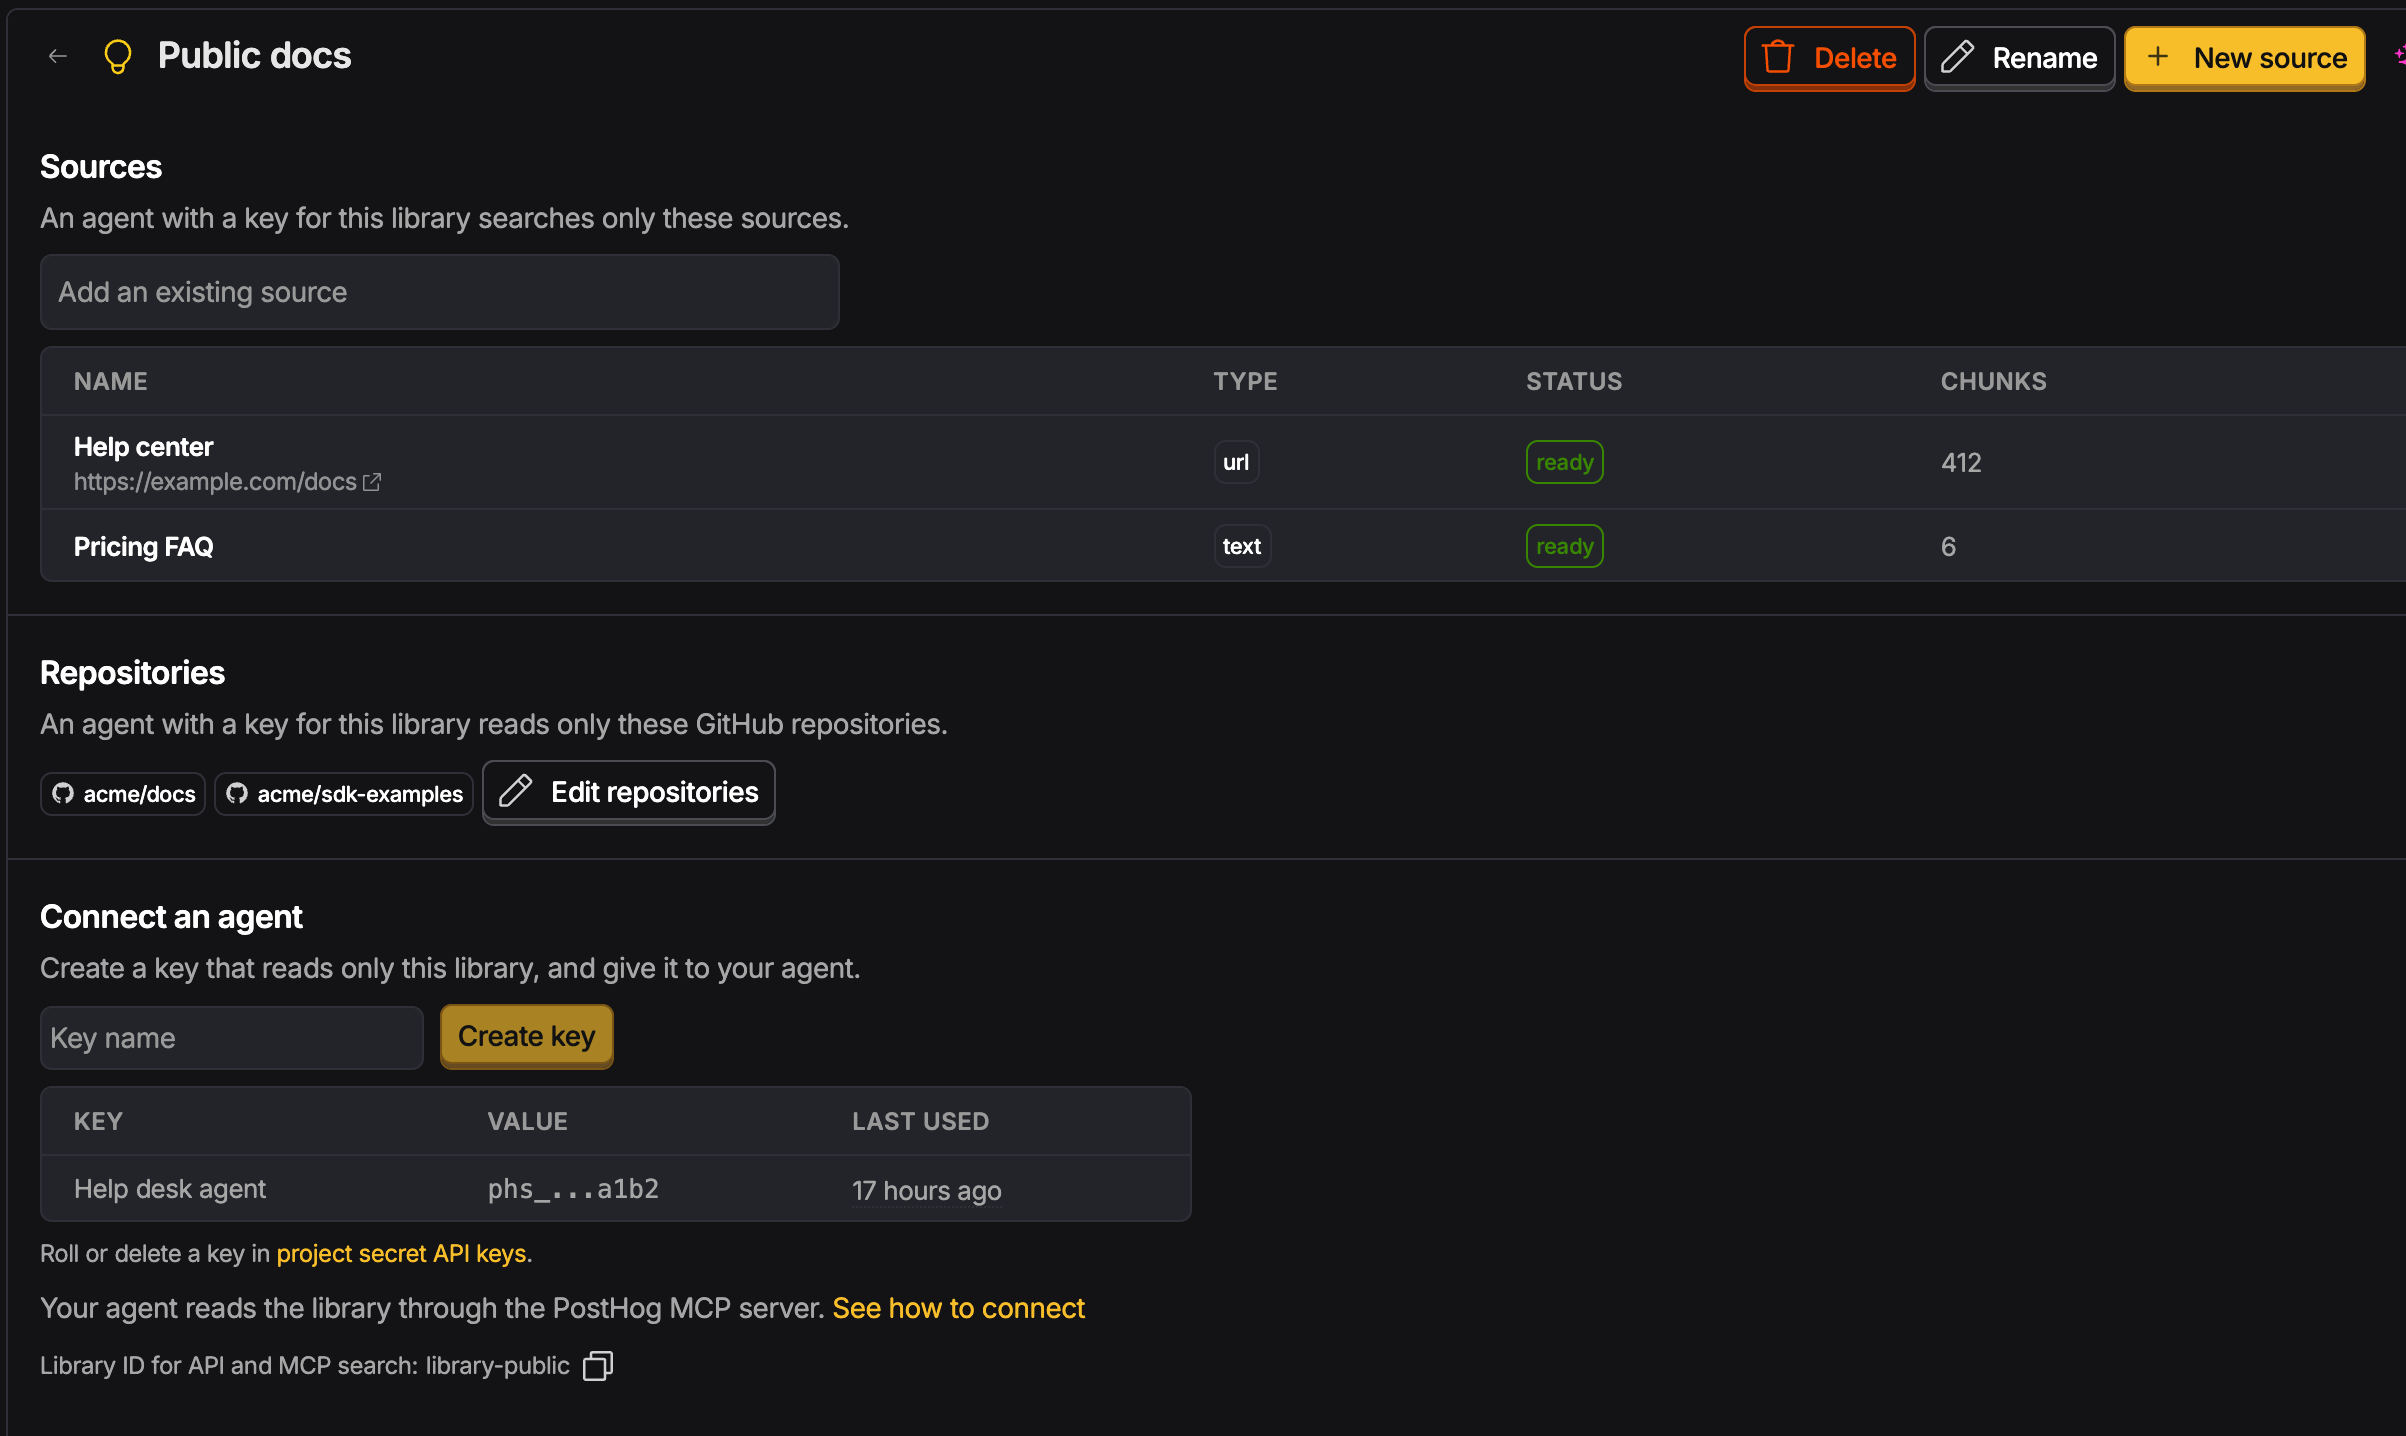 Public docs
Delete
Rename
New source
Sources
An agent with a key for this library searches only these sources.
Add an existing source
NAME TYPE STATUS CHUNKS
Help center
https://example.com/docs
url ready 412
Pricing FAQ text ready 6
Repositories
An agent with a key for this library reads only these GitHub repositories.
acme/docs acme/sdk-examples Edit repositories
Connect an agent
Create a key that reads only this library, and give it to your agent.
Key name Create key
KEY VALUE LAST USED
Help desk agent phs_...a1b2 17 hours ago
Roll or delete a key in project secret API keys.
Your agent reads the library through the PostHog MCP server. See how to connect
Library ID for API and MCP search: library-public